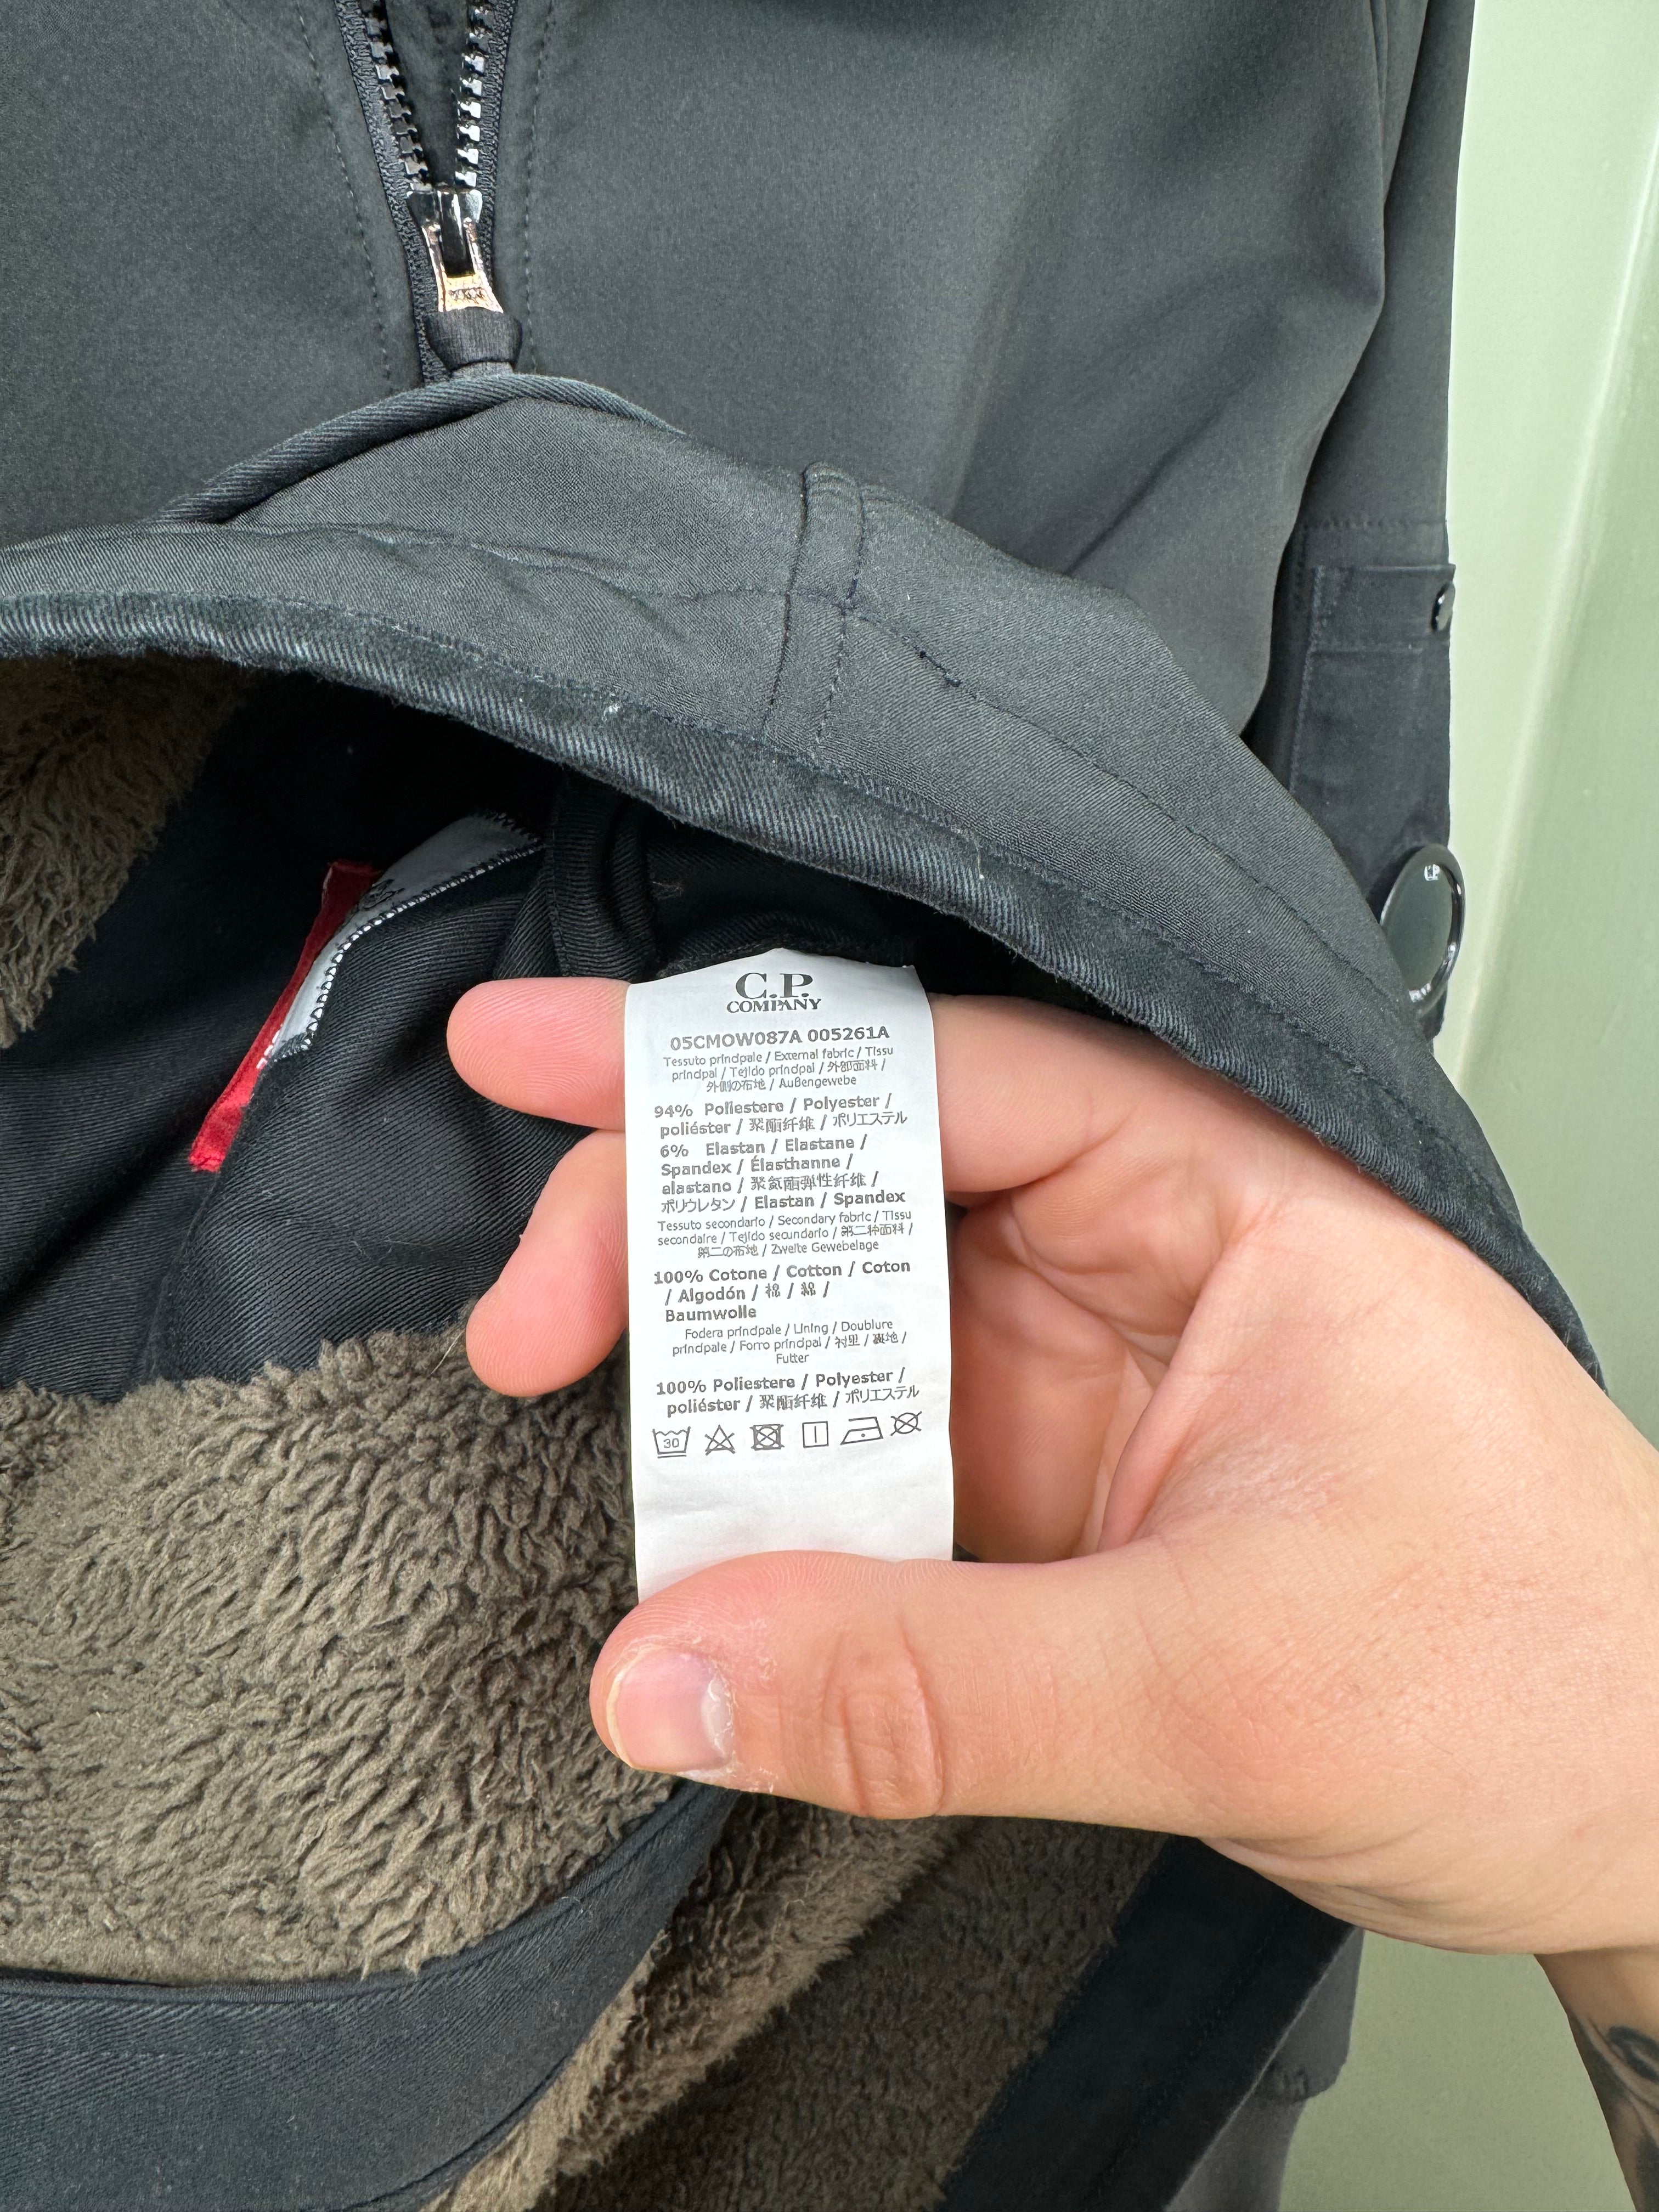 C.P.
COMPANY
05CMOW087A 005261A
Tessuto principale / External fabric / Tissu
principal / Tejido principal / 外部面料 /
外側の布地 / Außengewebe
94% Poliestere / Polyester /
poliéster / 聚酯纤维 / ポリエステル
6% Elastan / Elastane /
Spandex / Élasthanne /
elastano / 聚氨酯弹性纤维 /
ポリウレタン / Elastan / Spandex
Tessuto secondario / Secondary fabric / Tissu
secondaire / Tejido secundario / 第二种面料 /
第二の布地 / Zweite Gewebelage
100% Cotone / Cotton / Coton
/ Algodón / 棉 / 綿 /
Baumwolle
Fodera principale / Lining / Doublure
principale / Forro principal / 衬里 / 裏地 /
Futter
100% Poliestere / Polyester /
poliéster / 聚酯纤维 / ポリエステル
30
C.P.